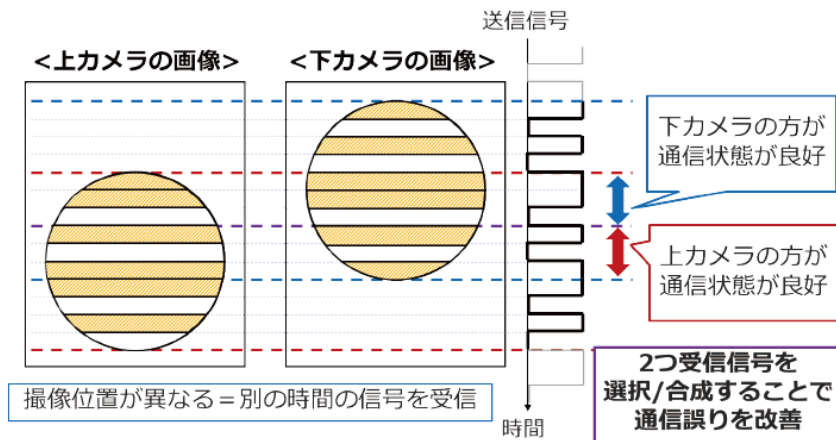 送信信号
<上カメラの画像>
<下カメラの画像>
下カメラの方が
通信状態が良好
上カメラの方が
通信状態が良好
2つ受信信号を
選択/合成することで
通信誤りを改善
撮像位置が異なる＝別の時間の信号を受信
時間